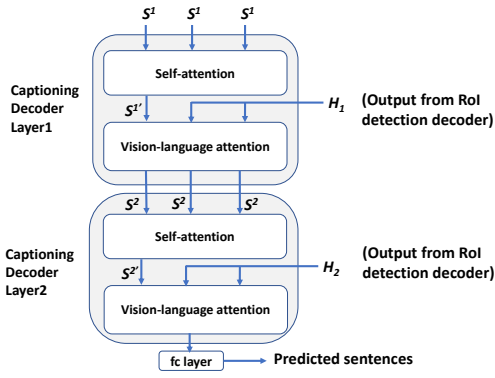 S¹ S¹ S¹
Self-attention
Captioning
Decoder
Layer1
S¹′
H₁ (Output from RoI
detection decoder)
Vision-language attention
S² S² S²
Self-attention
Captioning
Decoder
Layer2
S²′
H₂ (Output from RoI
detection decoder)
Vision-language attention
fc layer
Predicted sentences